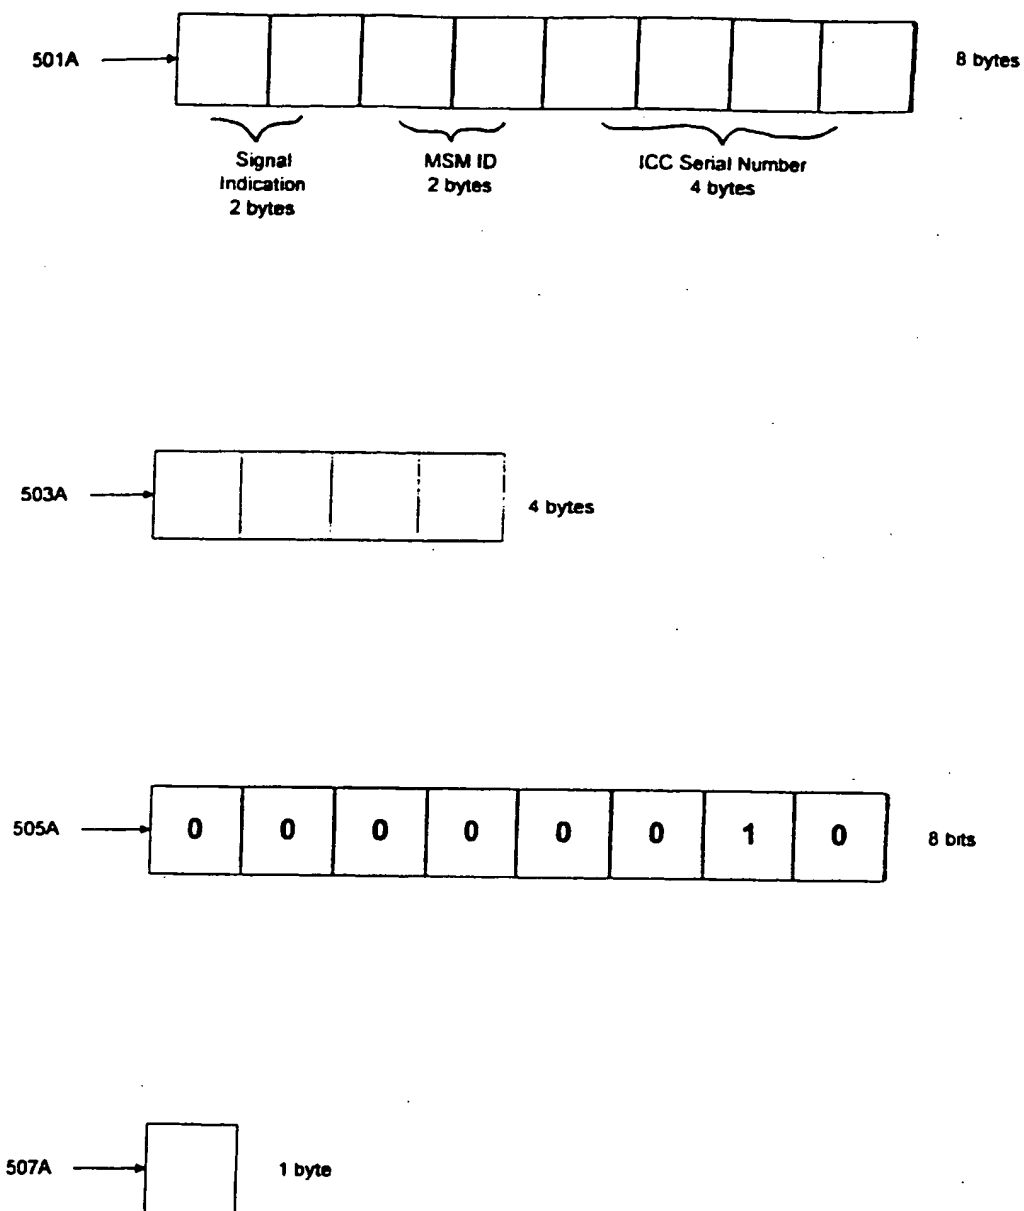 501A
8 bytes
Signal
Indication
2 bytes
MSM ID
2 bytes
ICC Serial Number
4 bytes
503A
4 bytes
505A
0 0 0 0 0 0 1 0
8 bits
507A
1 byte